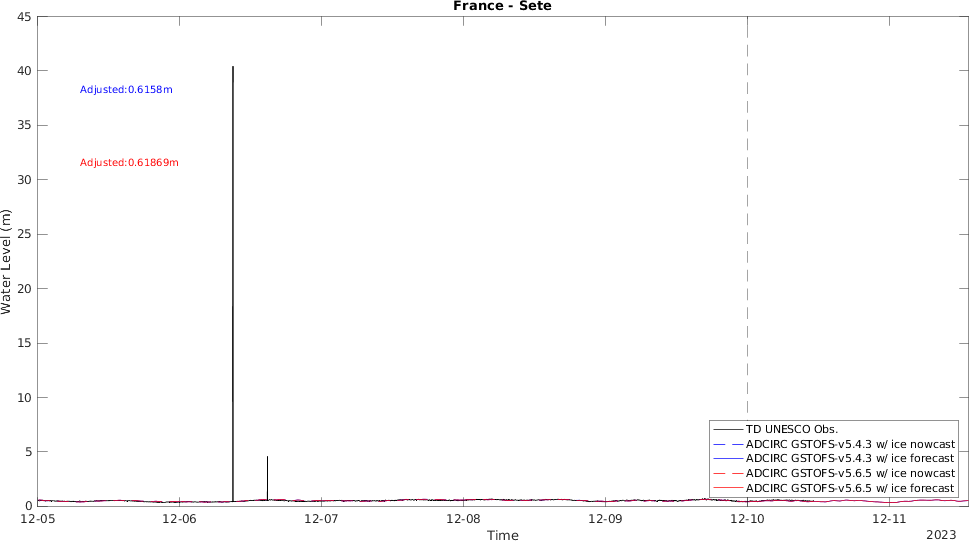 France - Sete
45
40
35
30
25
20
15
10
5
0
Water Level (m)
Adjusted:0.6158m
Adjusted:0.61869m
TD UNESCO Obs.
ADCIRC GSTOFS-v5.4.3 w/ ice nowcast
ADCIRC GSTOFS-v5.4.3 w/ ice forecast
ADCIRC GSTOFS-v5.6.5 w/ ice nowcast
ADCIRC GSTOFS-v5.6.5 w/ ice forecast
12-05 12-06 12-07 12-08 12-09 12-10 12-11
Time
2023